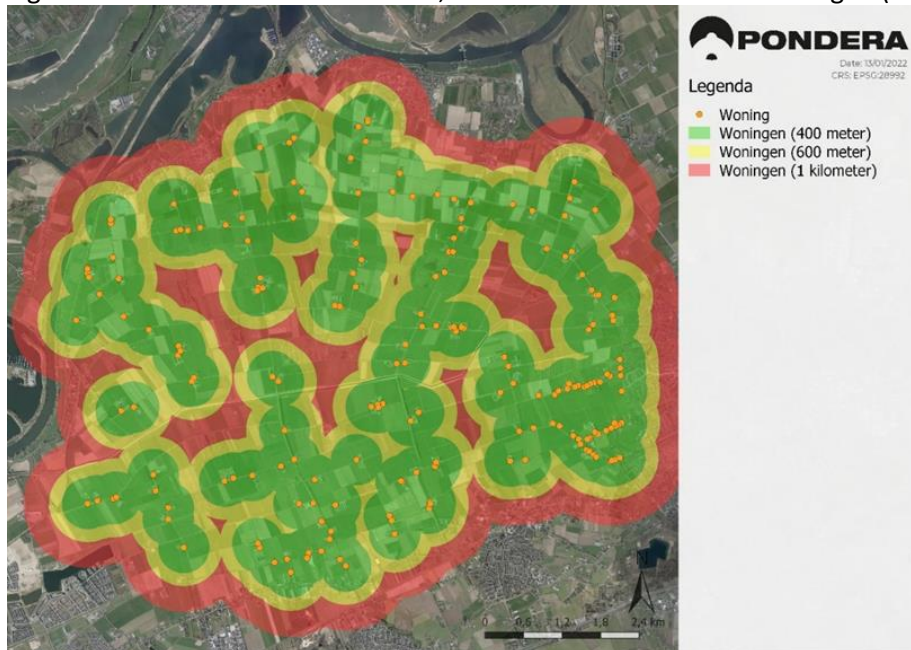 PONDERA
Date: 13/01/2022
CRS: EPSG:28992
Legenda
Woning
Woningen (400 meter)
Woningen (600 meter)
Woningen (1 kilometer)
0 0,6 1,2 1,8 2,4 km